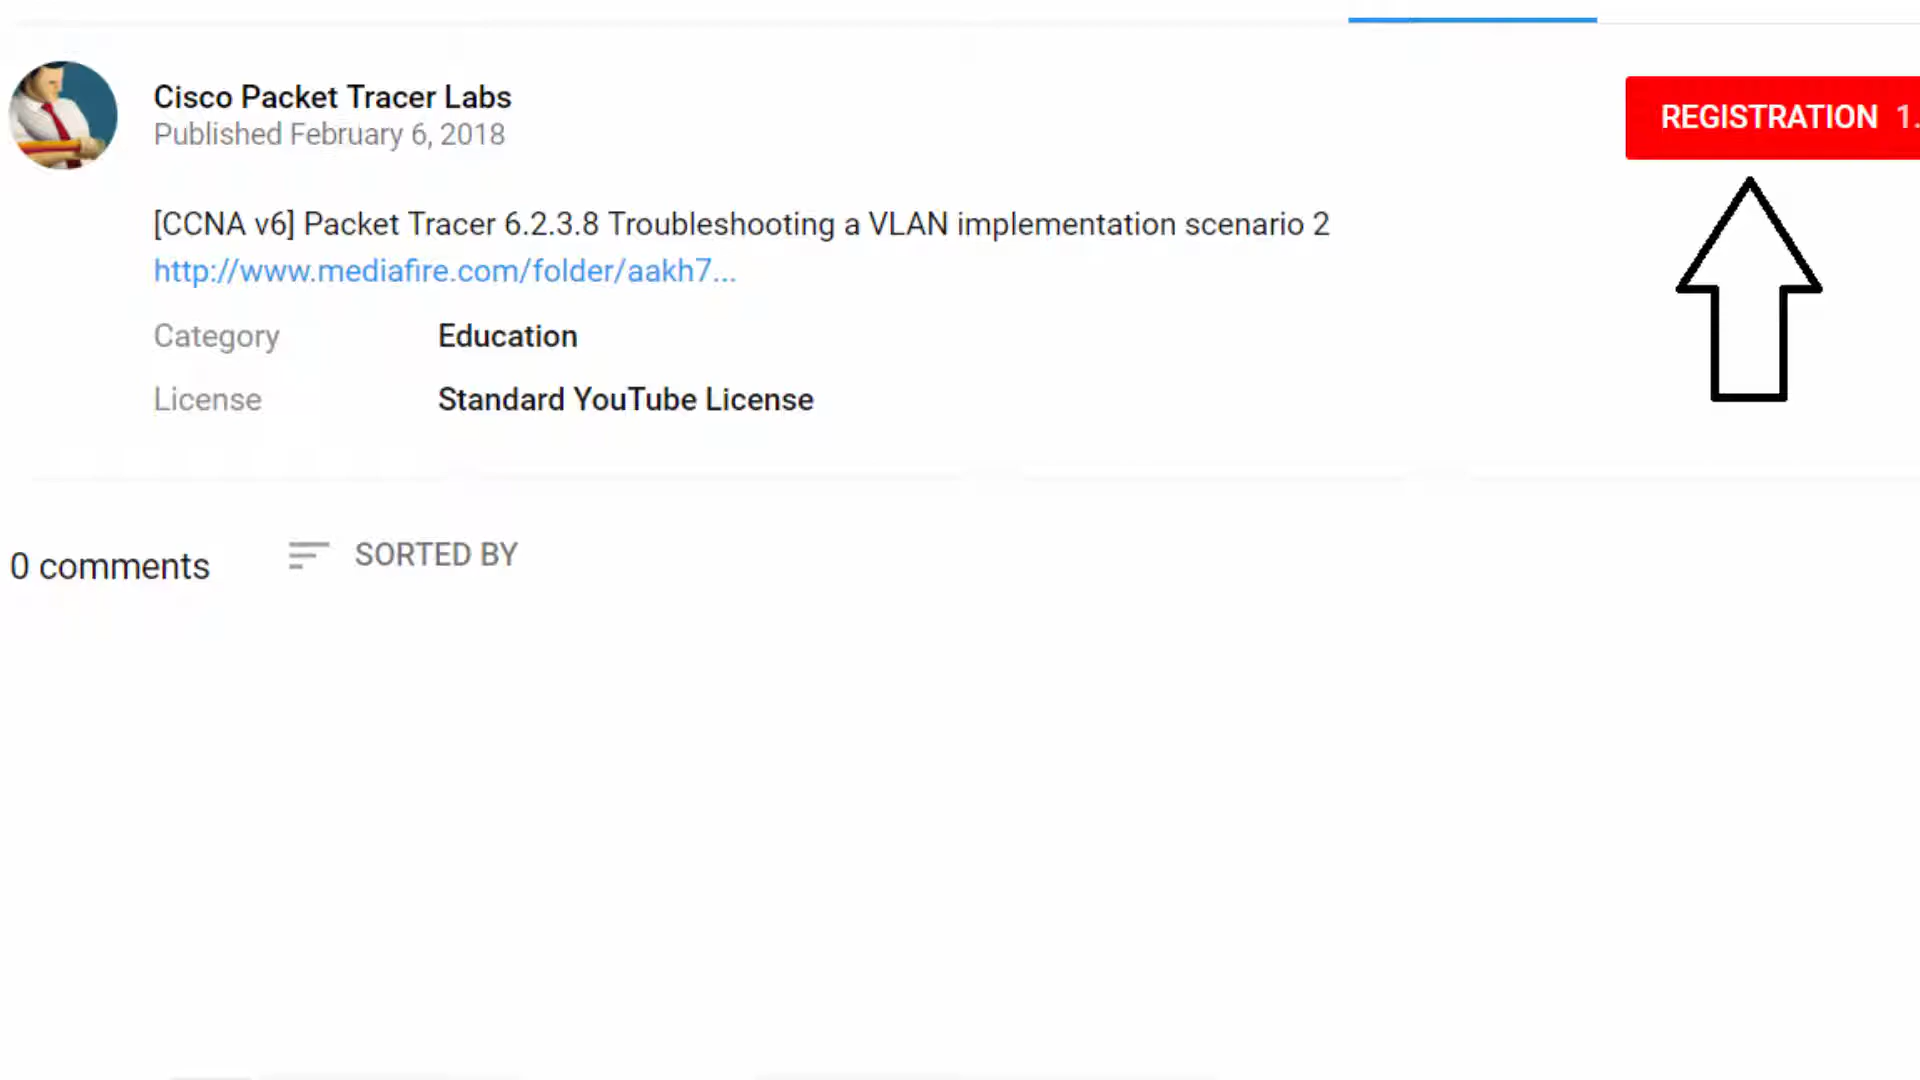 Cisco Packet Tracer Labs
Published February 6, 2018
REGISTRATION 1.
[CCNA v6] Packet Tracer 6.2.3.8 Troubleshooting a VLAN implementation scenario 2
http://www.mediafire.com/folder/aakh7...
Category Education
License Standard YouTube License
0 comments SORTED BY